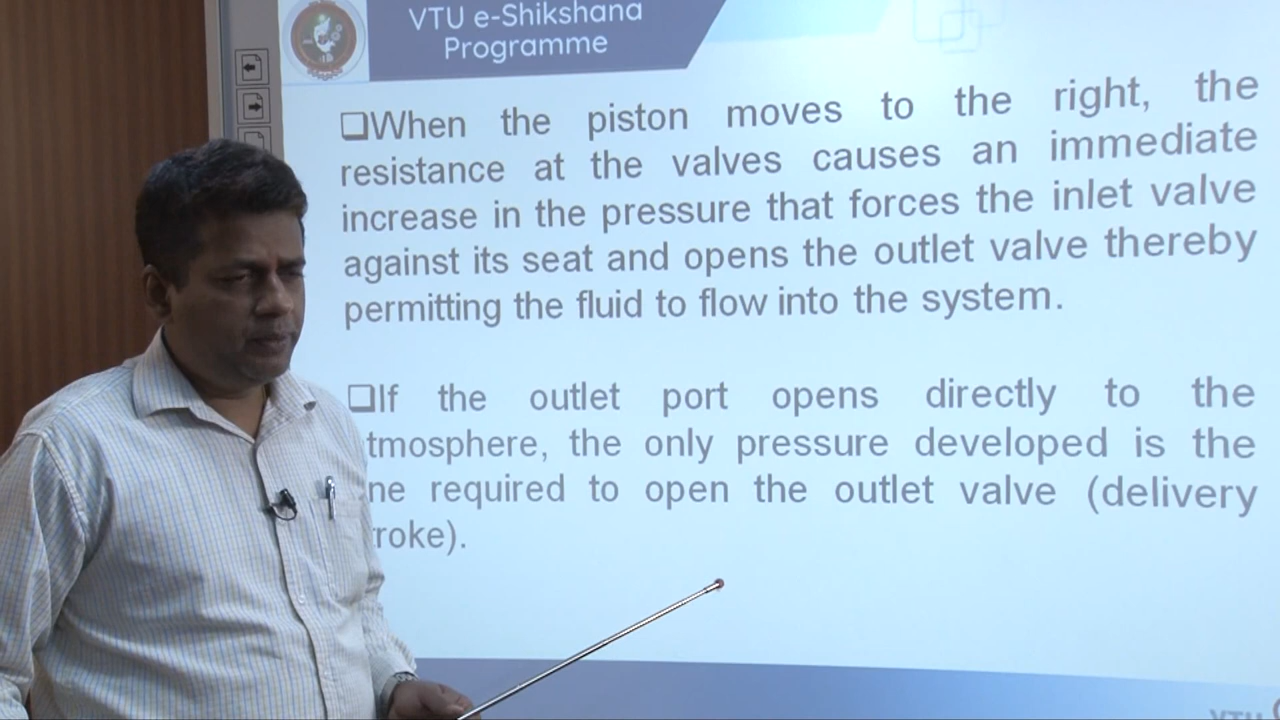 VTU e-Shikshana
Programme
❑When the piston moves to the right, the
resistance at the valves causes an immediate
increase in the pressure that forces the inlet valve
against its seat and opens the outlet valve thereby
permitting the fluid to flow into the system.
❑If the outlet port opens directly to the
tmosphere, the only pressure developed is the
ne required to open the outlet valve (delivery
roke).
VTU